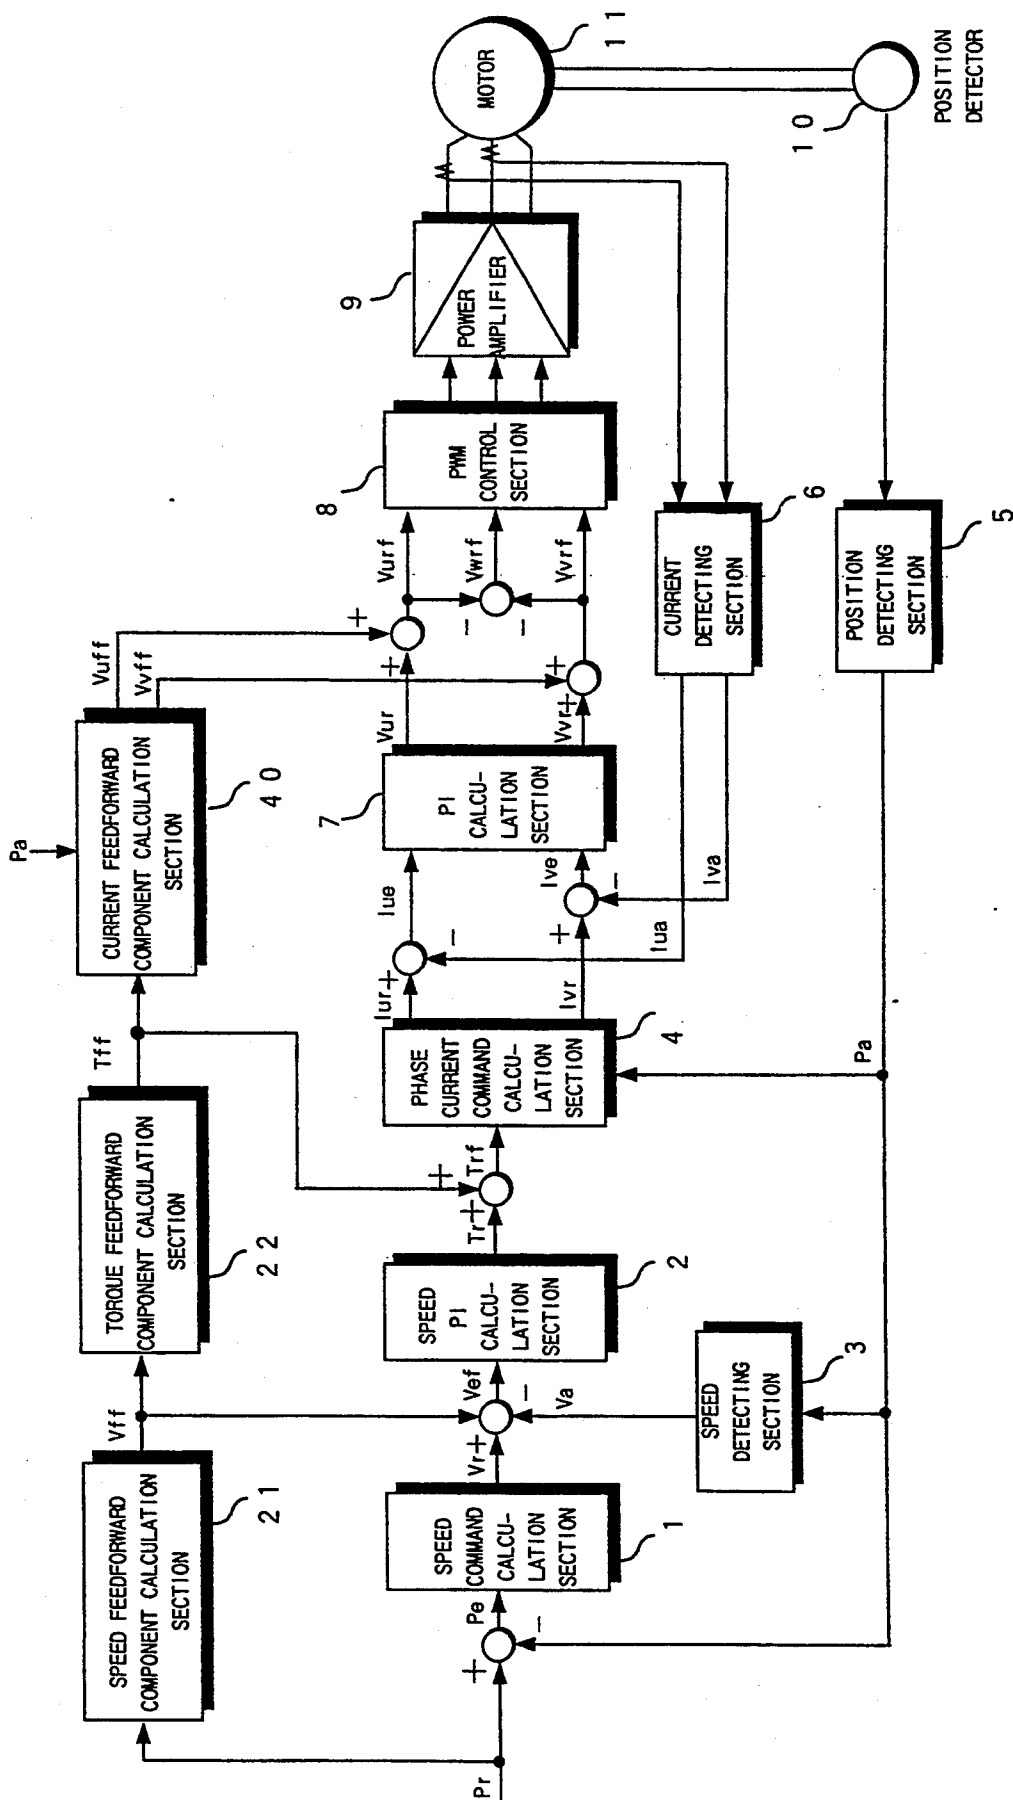 Pr
+
-
Pe
SPEED FEEDFORWARD
COMPONENT CALCULATION
SECTION
21
Vff
TORQUE FEEDFORWARD
COMPONENT CALCULATION
SECTION
22
Tff
Pa
CURRENT FEEDFORWARD
COMPONENT CALCULATION
SECTION
40
Vuff
Vvff
SPEED
COMMAND
CALCU-
LATION
SECTION
1
Vr+
Vef
-
Va
SPEED
PI
CALCU-
LATION
SECTION
2
Tr+
+
Trf
PHASE
CURRENT
COMMAND
CALCU-
LATION
SECTION
4
Iur+
-
Iue
Ivr
+
-
Ive
Iua
Iva
PI
CALCU-
LATION
SECTION
7
Vur
+
+
Vvr+
+
Vurf
-
Vwrf
-
Vvrf
PWM
CONTROL
SECTION
8
POWER
AMPLIFIER
9
MOTOR
11
SPEED
DETECTING
SECTION
3
Pa
CURRENT
DETECTING
SECTION
6
POSITION
DETECTING
SECTION
5
10
POSITION
DETECTOR